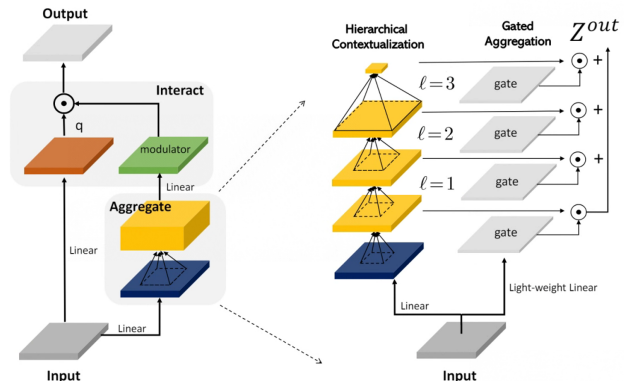 Output
Interact
q
modulator
Linear
Aggregate
Linear
Linear
Input
Hierarchical
Contextualization
Gated
Aggregation
Z^{out}
+
ℓ=3
gate
+
ℓ=2
gate
+
ℓ=1
gate
gate
Linear
Light-weight Linear
Input